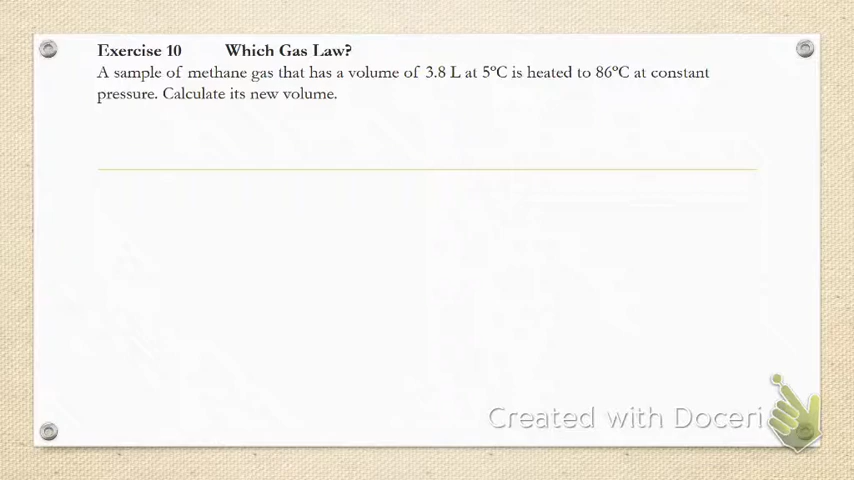 Exercise 10 Which Gas Law?
A sample of methane gas that has a volume of 3.8 L at 5°C is heated to 86°C at constant
pressure. Calculate its new volume.
Created with Doceri